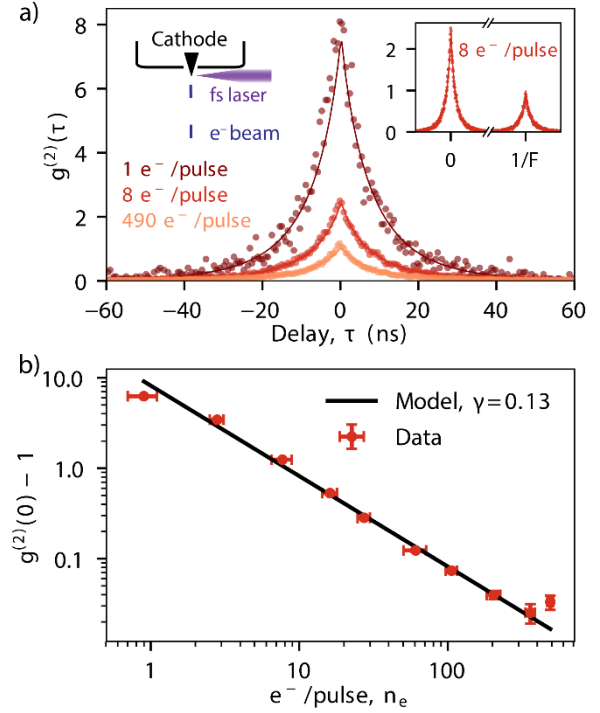 a)
Cathode
fs laser
e⁻beam
1 e⁻/pulse
8 e⁻/pulse
490 e⁻/pulse
8 e⁻/pulse
2
1
0
0
1/F
8
6
4
2
0
g⁽²⁾(τ)
−60
−40
−20
0
20
40
60
Delay, τ (ns)
b)
Model, γ=0.13
Data
10.0
1.0
0.1
g⁽²⁾(0) − 1
1
10
100
e⁻/pulse, nₑ